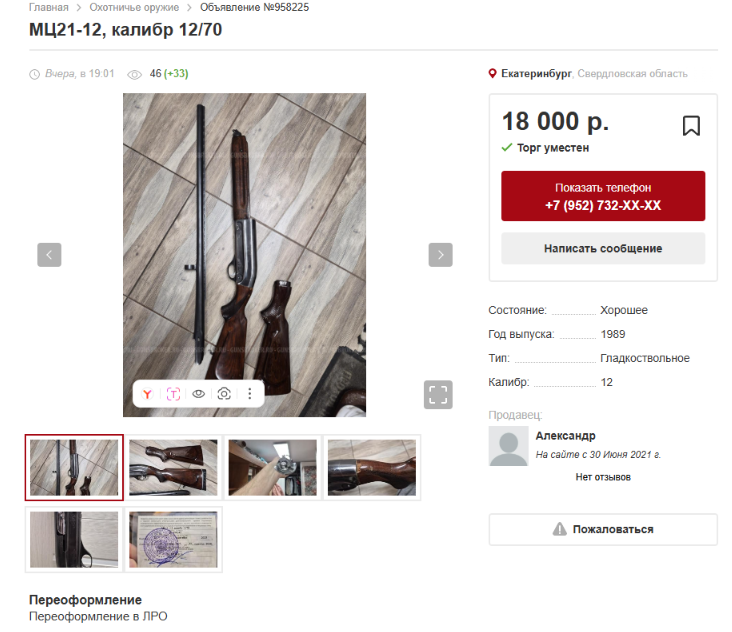 Главная > Охотничье оружие > Объявление №958225
МЦ21-12, калибр 12/70
Вчера, в 19:01 46 (+33)
Екатеринбург, Свердловская область
18 000 р.
Торг уместен
Показать телефон
+7 (952) 732-XX-XX
Написать сообщение
Состояние: Хорошее
Год выпуска: 1989
Тип: Гладкоствольное
Калибр: 12
Продавец:
Александр
На сайте с 30 Июня 2021 г.
Нет отзывов
Пожаловаться
Переоформление
Переоформление в ЛРО